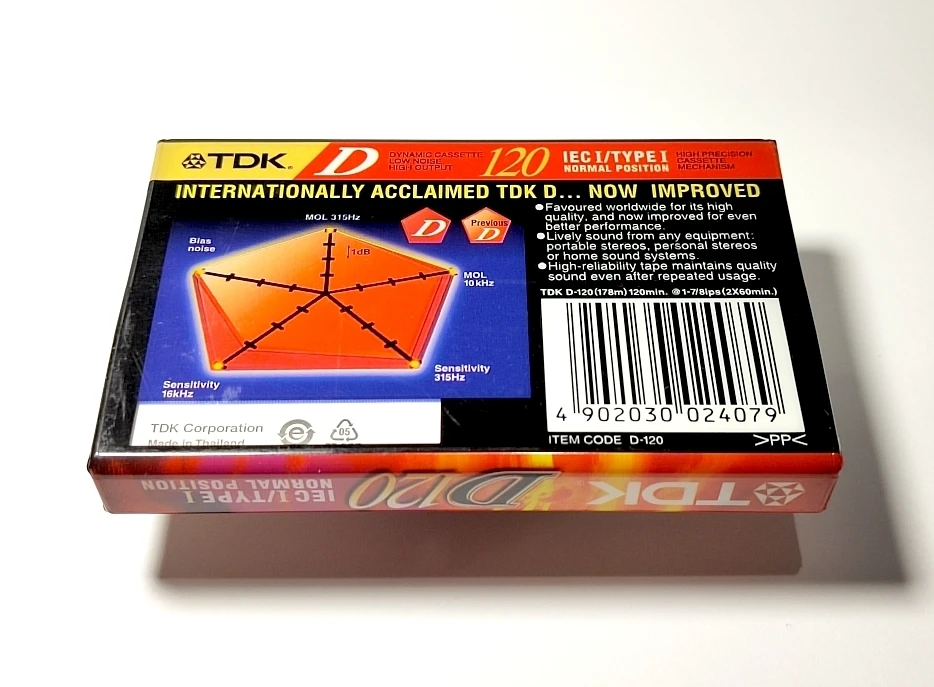 TDK. D DYNAMIC CASSETTE LOW NOISE HIGH OUTPUT 120 IEC I/TYPE I NORMAL POSITION HIGH PRECISION CASSETTE MECHANISM
INTERNATIONALLY ACCLAIMED TDK D... NOW IMPROVED
MOL 315Hz
1dB
Bias
noise
MOL
10kHz
Sensitivity
315Hz
Sensitivity
16kHz
D
Previous
D
●Favoured worldwide for its high
quality, and now improved for even
better performance.
●Lively sound from any equipment:
portable stereos, personal stereos
or home sound systems.
●High-reliability tape maintains quality
sound even after repeated usage.
TDK D-120(178m)120min. @1-7/8ips(2X60min.)
4 902030 024079
ITEM CODE D-120
>PP<
TDK Corporation
Made in Thailand
e
05
TDK D120 IEC I/TYPE I
NORMAL POSITION